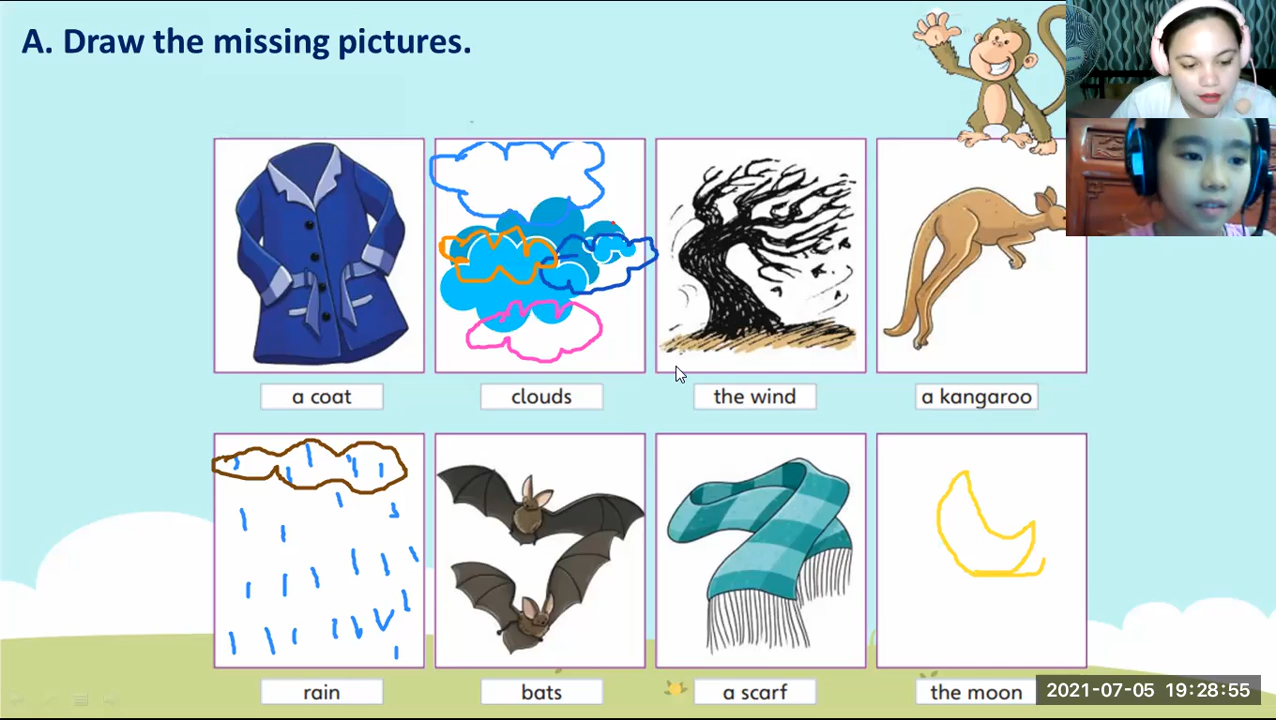 A. Draw the missing pictures.
a coat
clouds
the wind
a kangaroo
rain
bats
a scarf
the moon
2021-07-05 19:28:55